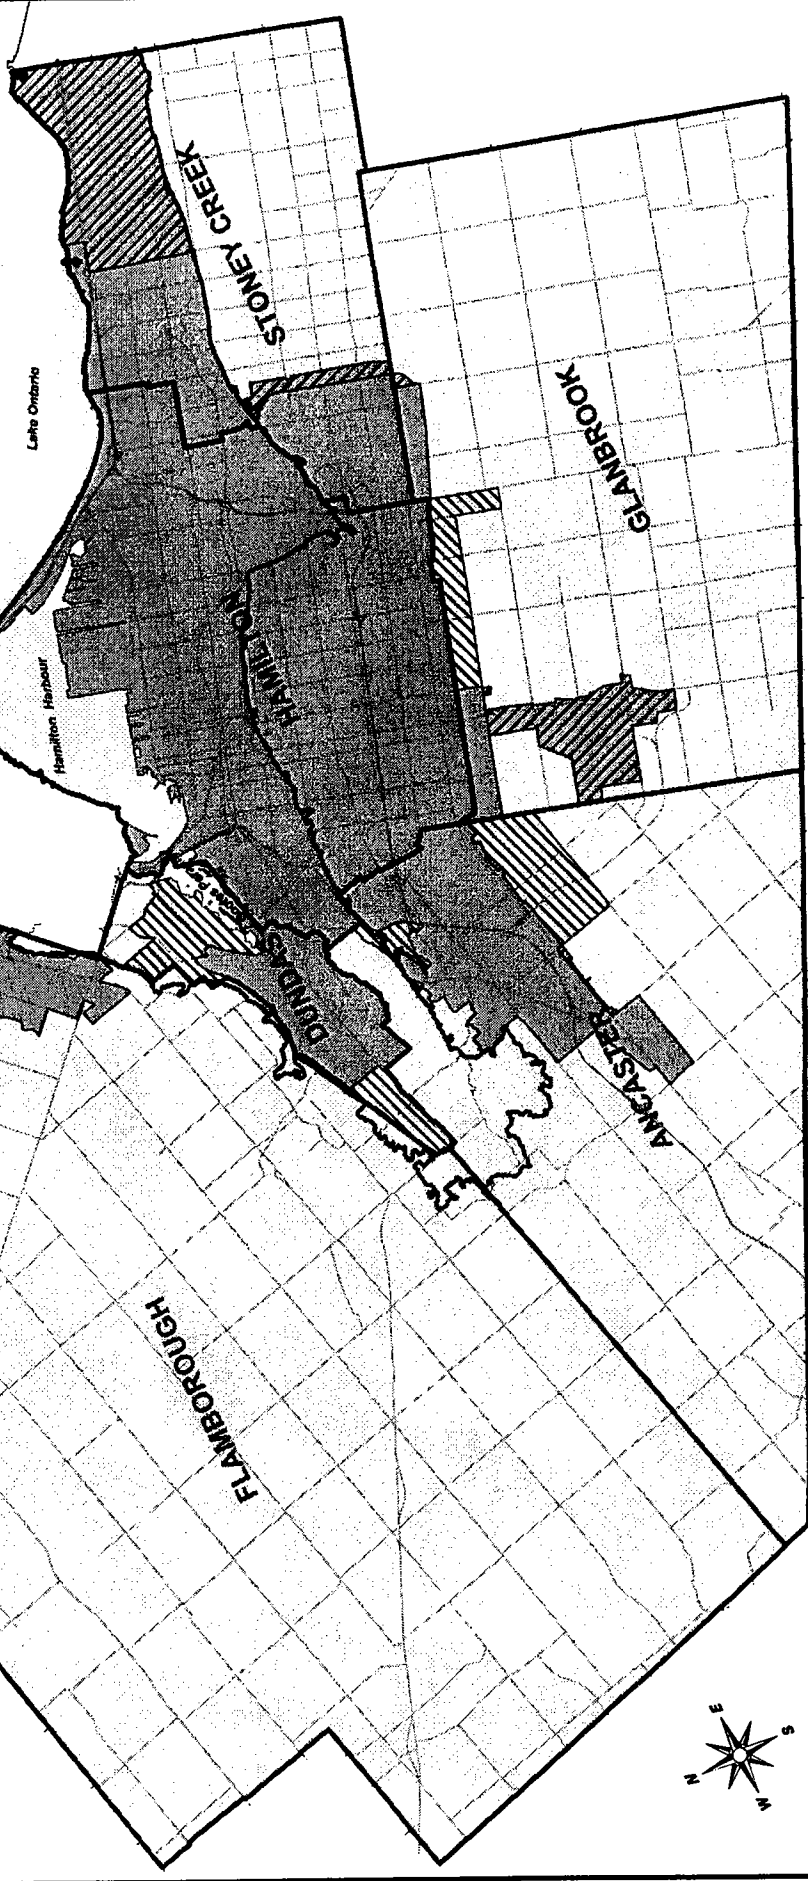 Lake Ontario
STONEY CREEK
Hamilton Harbour
HAMILTON
GLANBROOK
DUNDAS
ANCASTER
FLAMBOROUGH
N
E
W
S